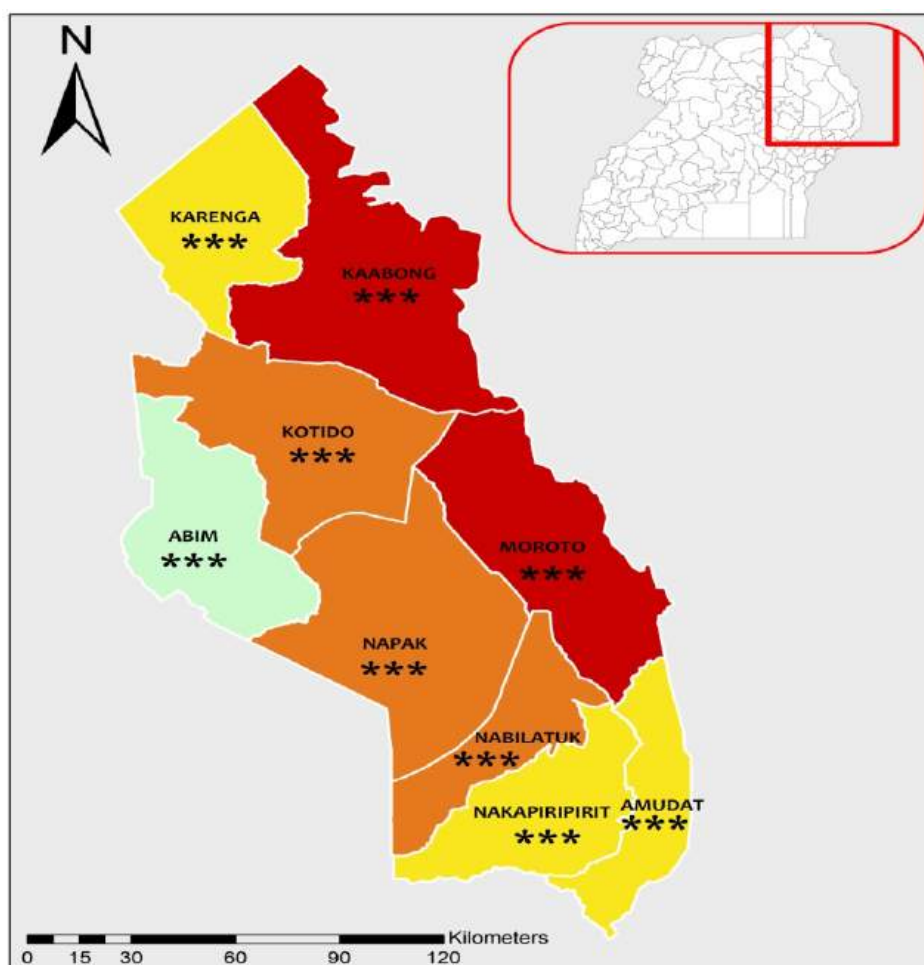 N
KARENGA
***
KAABONG
***
KOTIDO
***
ABIM
***
MOROTO
***
NAPAK
***
NABILATUK
***
NAKAPIRIPIRIT
***
AMUDAT
***
Kilometers
0 15 30 60 90 120